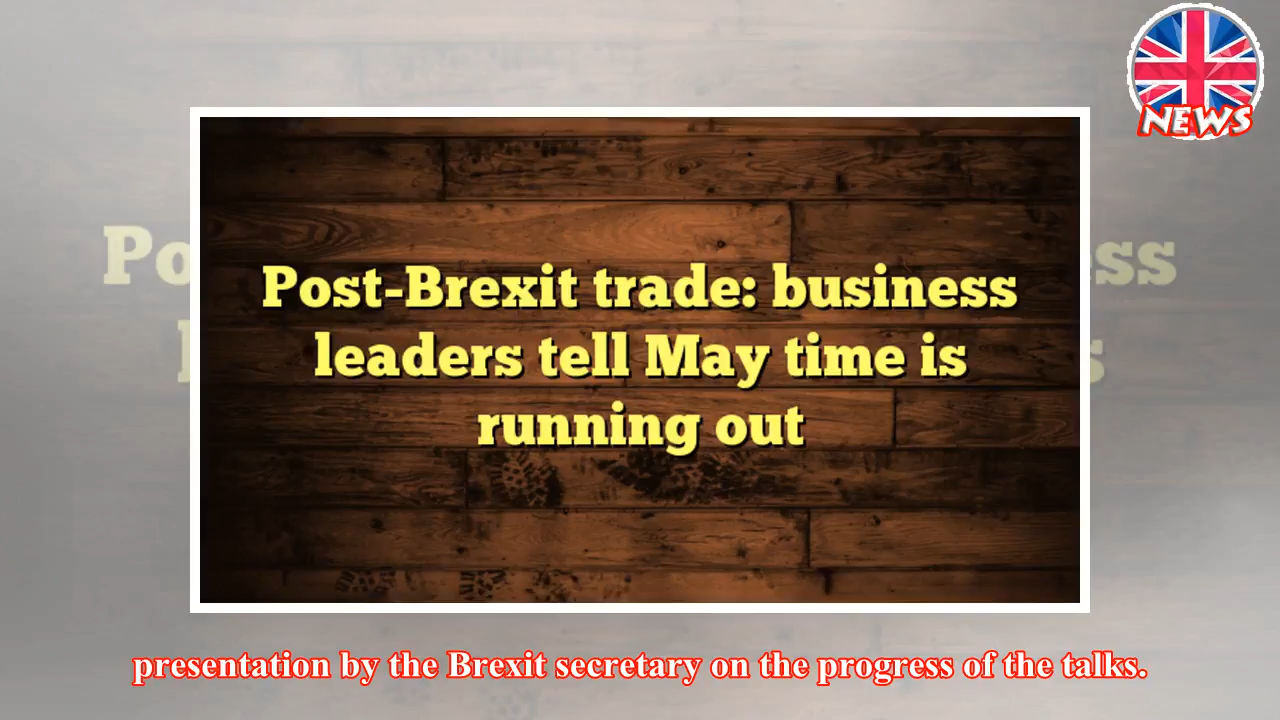 NEWS
Post-Brexit trade: business
leaders tell May time is
running out
presentation by the Brexit secretary on the progress of the talks.